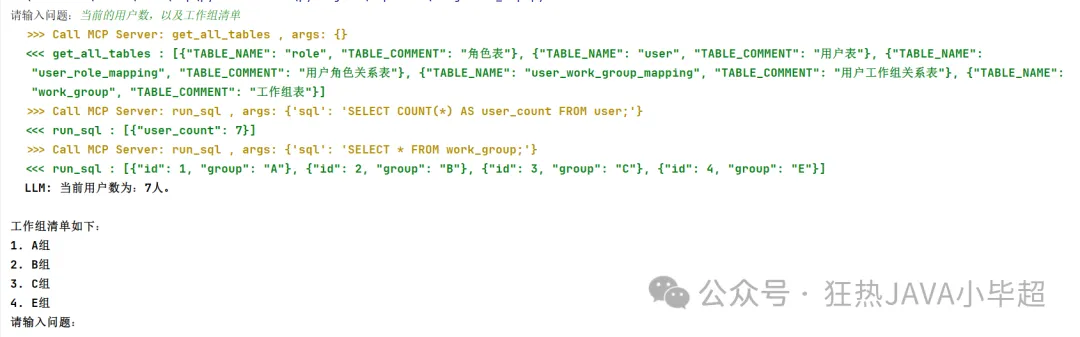 请输入问题：当前的用户数，以及工作组清单
>>> Call MCP Server: get_all_tables , args: {}
<<< get_all_tables : [{"TABLE_NAME": "role", "TABLE_COMMENT": "角色表"}, {"TABLE_NAME": "user", "TABLE_COMMENT": "用户表"}, {"TABLE_NAME":
"user_role_mapping", "TABLE_COMMENT": "用户角色关系表"}, {"TABLE_NAME": "user_work_group_mapping", "TABLE_COMMENT": "用户工作组关系表"}, {"TABLE_NAME":
"work_group", "TABLE_COMMENT": "工作组表"}]
>>> Call MCP Server: run_sql , args: {'sql': 'SELECT COUNT(*) AS user_count FROM user;'}
<<< run_sql : [{"user_count": 7}]
>>> Call MCP Server: run_sql , args: {'sql': 'SELECT * FROM work_group;'}
<<< run_sql : [{"id": 1, "group": "A"}, {"id": 2, "group": "B"}, {"id": 3, "group": "C"}, {"id": 4, "group": "E"}]
LLM: 当前用户数为：7人。
工作组清单如下：
1. A组
2. B组
3. C组
4. E组
公众号 · 狂热JAVA小毕超
请输入问题：